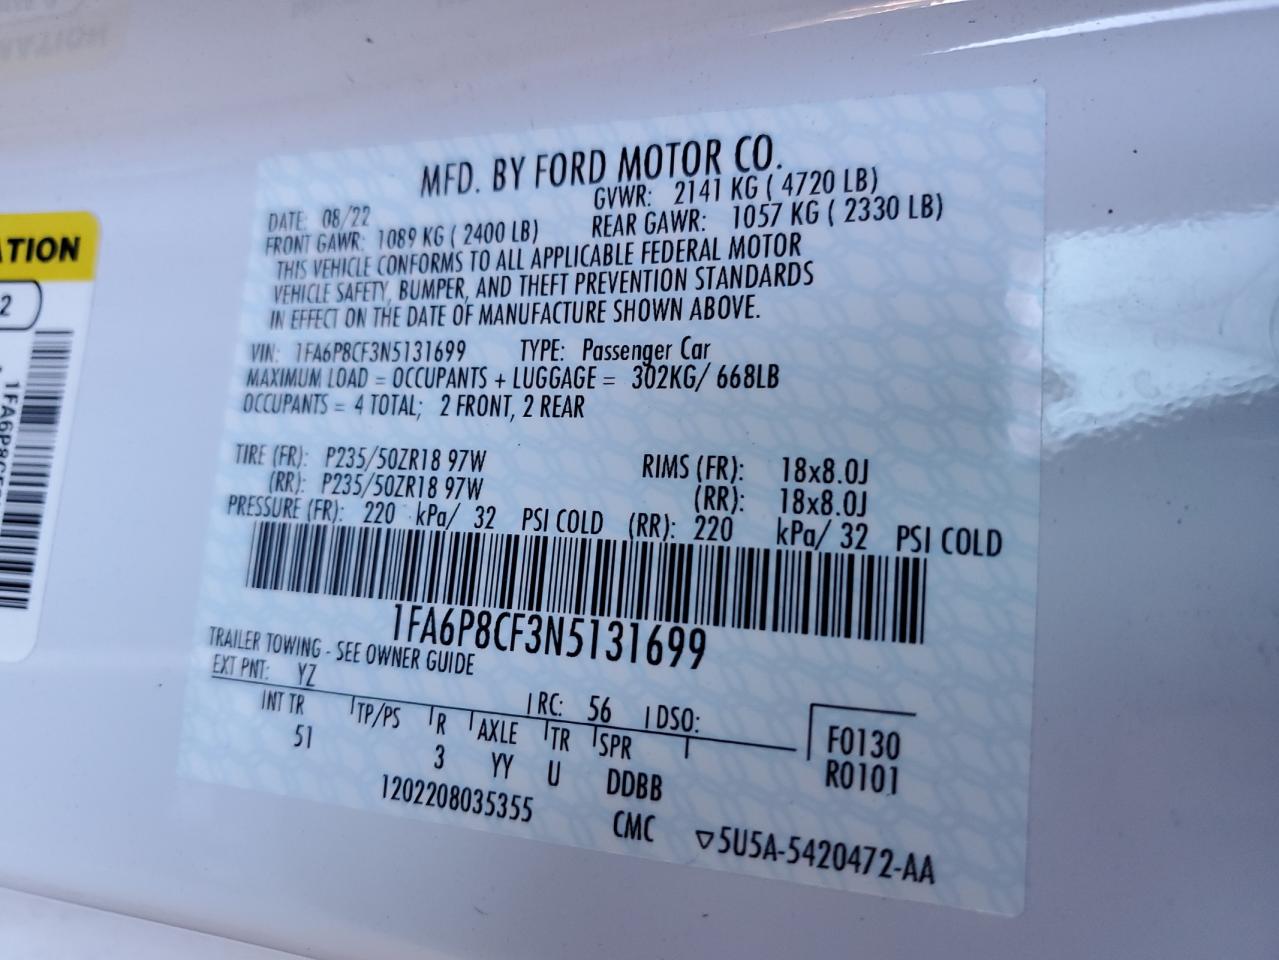 MFD. BY FORD MOTOR CO.
DATE: 08/22 GVWR: 2141 KG ( 4720 LB)
FRONT GAWR: 1089 KG ( 2400 LB) REAR GAWR: 1057 KG ( 2330 LB)
THIS VEHICLE CONFORMS TO ALL APPLICABLE FEDERAL MOTOR
VEHICLE SAFETY, BUMPER, AND THEFT PREVENTION STANDARDS
IN EFFECT ON THE DATE OF MANUFACTURE SHOWN ABOVE.
VIN: 1FA6P8CF3N5131699 TYPE: Passenger Car
MAXIMUM LOAD = OCCUPANTS + LUGGAGE = 302KG/ 668LB
OCCUPANTS = 4 TOTAL; 2 FRONT, 2 REAR
TIRE (FR): P235/50ZR18 97W RIMS (FR): 18x8.0J
(RR): P235/50ZR18 97W (RR): 18x8.0J
PRESSURE (FR): 220 kPa/ 32 PSI COLD (RR): 220 kPa/ 32 PSI COLD
1FA6P8CF3N5131699
TRAILER TOWING - SEE OWNER GUIDE
EXT PNT: YZ RC: 56 DSO:
INT TR TP/PS R AXLE TR SPR F0130
51 3 YY U DDBB R0101
1202208035355 CMC ▽5U5A-5420472-AA
ATION
2